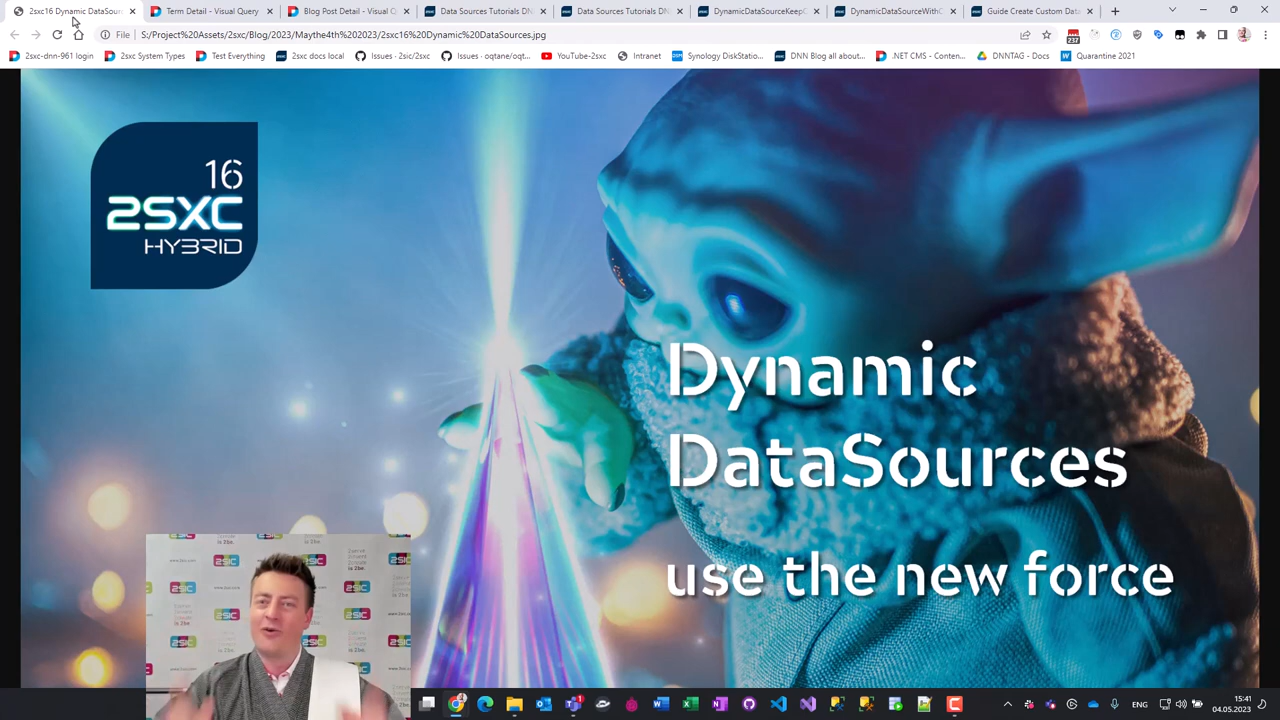 2sxc16 Dynamic DataSour
Term Detail - Visual Query
Blog Post Detail - Visual Q
Data Sources Tutorials DN
Data Sources Tutorials DN
DynamicDataSourceKeepC
DynamicDataSourceWithC
Guide Create Custom Data
File
S:/Project%20Assets/2sxc/Blog/2023/Maythe4th%202023/2sxc16%20Dynamic%20DataSources.jpg
237
2sxc-dnn-961 login
2sxc System Types
Test Everything
2sxc docs local
Issues · 2sic/2sxc
Issues · oqtane/oqt...
YouTube-2sxc
Intranet
Synology DiskStatio...
DNN Blog all about...
.NET CMS - Conten...
DNNTAG - Docs
Quarantine 2021
16
2SXC
HYBRID
Dynamic
DataSources
use the new force
2sic
ENG
15:41
04.05.2023